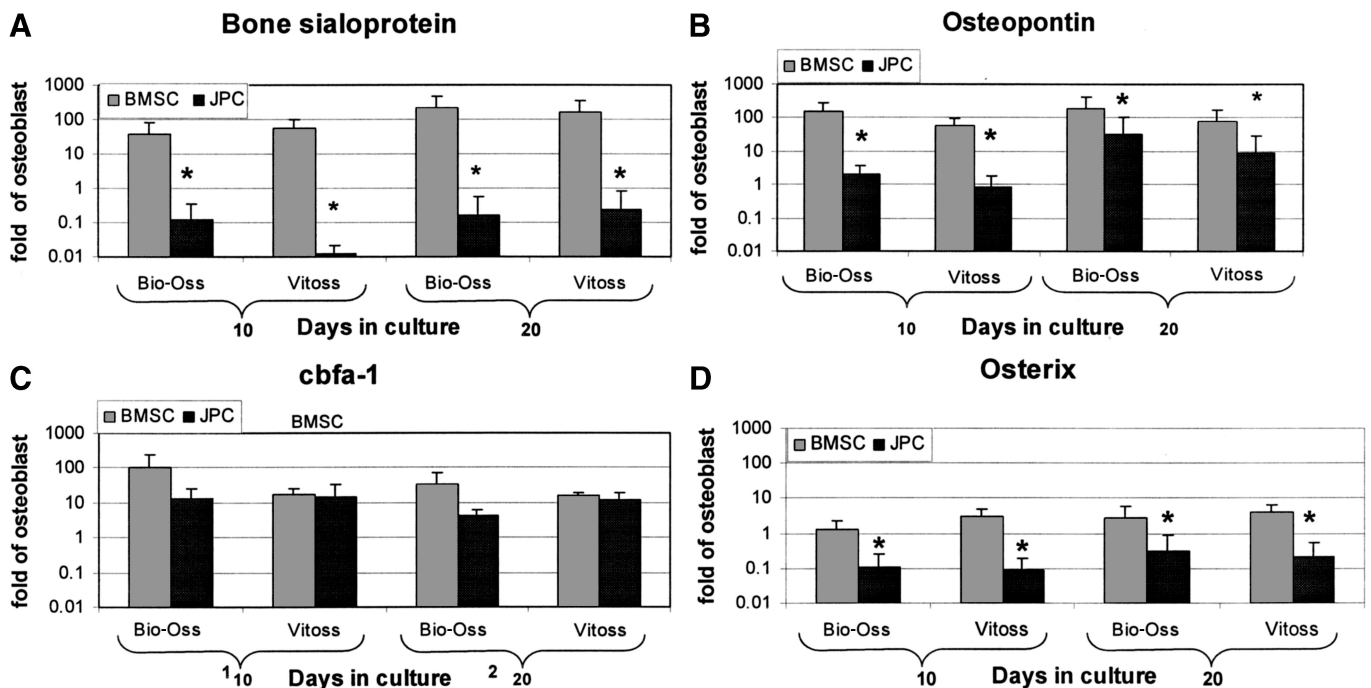 A
Bone sialoprotein
fold of osteoblast
1000
100
10
1
0.1
0.01
BMSC JPC
*
*
*
*
Bio-Oss Vitoss Bio-Oss Vitoss
10 Days in culture 20
B
Osteopontin
fold of osteoblast
BMSC JPC
1000
100
10
1
0.1
0.01
*
*
*
*
Bio-Oss Vitoss Bio-Oss Vitoss
10 Days in culture 20
C
cbfa-1
fold of osteoblast
BMSC JPC BMSC
1000
100
10
1
0.1
0.01
Bio-Oss Vitoss Bio-Oss Vitoss
1 10 Days in culture 2 20
D
Osterix
fold of osteoblast
1000
100
10
1
0.1
0.01
BMSC JPC
*
*
*
*
Bio-Oss Vitoss Bio-Oss Vitoss
10 Days in culture 20